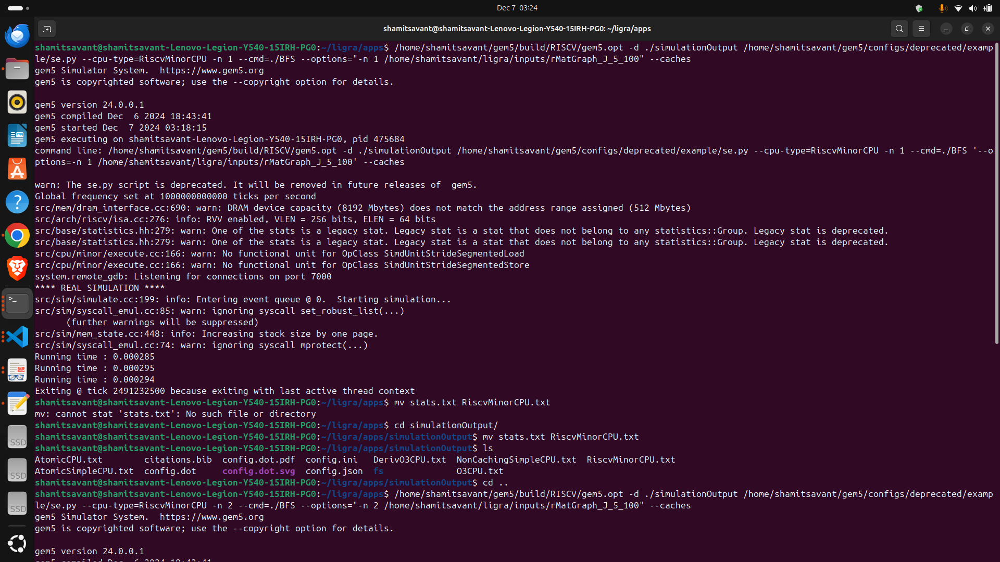 Dec 7 03:24
shamitsavant@shamitsavant-Lenovo-Legion-Y540-15IRH-PG0: ~/ligra/apps
shamitsavant@shamitsavant-Lenovo-Legion-Y540-15IRH-PG0:~/ligra/apps$ /home/shamitsavant/gem5/build/RISCV/gem5.opt -d ./simulationOutput /home/shamitsavant/gem5/configs/deprecated/examp
le/se.py --cpu-type=RiscvMinorCPU -n 1 --cmd=./BFS --options="-n 1 /home/shamitsavant/ligra/inputs/rMatGraph_J_5_100" --caches
gem5 Simulator System.  https://www.gem5.org
gem5 is copyrighted software; use the --copyright option for details.
gem5 version 24.0.0.1
gem5 compiled Dec  6 2024 18:43:41
gem5 started Dec  7 2024 03:18:15
gem5 executing on shamitsavant-Lenovo-Legion-Y540-15IRH-PG0, pid 475684
command line: /home/shamitsavant/gem5/build/RISCV/gem5.opt -d ./simulationOutput /home/shamitsavant/gem5/configs/deprecated/example/se.py --cpu-type=RiscvMinorCPU -n 1 --cmd=./BFS '--o
ptions=-n 1 /home/shamitsavant/ligra/inputs/rMatGraph_J_5_100' --caches
warn: The se.py script is deprecated. It will be removed in future releases of  gem5.
Global frequency set at 1000000000000 ticks per second
src/mem/dram_interface.cc:690: warn: DRAM device capacity (8192 Mbytes) does not match the address range assigned (512 Mbytes)
src/arch/riscv/isa.cc:276: info: RVV enabled, VLEN = 256 bits, ELEN = 64 bits
src/base/statistics.hh:279: warn: One of the stats is a legacy stat. Legacy stat is a stat that does not belong to any statistics::Group. Legacy stat is deprecated.
src/base/statistics.hh:279: warn: One of the stats is a legacy stat. Legacy stat is a stat that does not belong to any statistics::Group. Legacy stat is deprecated.
src/cpu/minor/execute.cc:166: warn: No functional unit for OpClass SimdUnitStrideSegmentedLoad
src/cpu/minor/execute.cc:166: warn: No functional unit for OpClass SimdUnitStrideSegmentedStore
system.remote_gdb: Listening for connections on port 7000
**** REAL SIMULATION ****
src/sim/simulate.cc:199: info: Entering event queue @ 0.  Starting simulation...
src/sim/syscall_emul.cc:85: warn: ignoring syscall set_robust_list(...)
      (further warnings will be suppressed)
src/sim/mem_state.cc:448: info: Increasing stack size by one page.
src/sim/syscall_emul.cc:74: warn: ignoring syscall mprotect(...)
Running time : 0.000285
Running time : 0.000295
Running time : 0.000294
Exiting @ tick 2491232500 because exiting with last active thread context
shamitsavant@shamitsavant-Lenovo-Legion-Y540-15IRH-PG0:~/ligra/apps$ mv stats.txt RiscvMinorCPU.txt
mv: cannot stat 'stats.txt': No such file or directory
shamitsavant@shamitsavant-Lenovo-Legion-Y540-15IRH-PG0:~/ligra/apps$ cd simulationOutput/
shamitsavant@shamitsavant-Lenovo-Legion-Y540-15IRH-PG0:~/ligra/apps/simulationOutput$ mv stats.txt RiscvMinorCPU.txt
shamitsavant@shamitsavant-Lenovo-Legion-Y540-15IRH-PG0:~/ligra/apps/simulationOutput$ ls
AtomicCPU.txt        citations.bib  config.dot.pdf  config.ini   DerivO3CPU.txt  NonCachingSimpleCPU.txt  RiscvMinorCPU.txt
AtomicSimpleCPU.txt  config.dot     config.dot.svg  config.json  fs              O3CPU.txt
shamitsavant@shamitsavant-Lenovo-Legion-Y540-15IRH-PG0:~/ligra/apps/simulationOutput$ cd ..
shamitsavant@shamitsavant-Lenovo-Legion-Y540-15IRH-PG0:~/ligra/apps$ /home/shamitsavant/gem5/build/RISCV/gem5.opt -d ./simulationOutput /home/shamitsavant/gem5/configs/deprecated/examp
le/se.py --cpu-type=RiscvMinorCPU -n 2 --cmd=./BFS --options="-n 2 /home/shamitsavant/ligra/inputs/rMatGraph_J_5_100" --caches
gem5 Simulator System.  https://www.gem5.org
gem5 is copyrighted software; use the --copyright option for details.
gem5 version 24.0.0.1
gem5 compiled Dec  6 2024 18:43:41
SSD
SSD
SSD